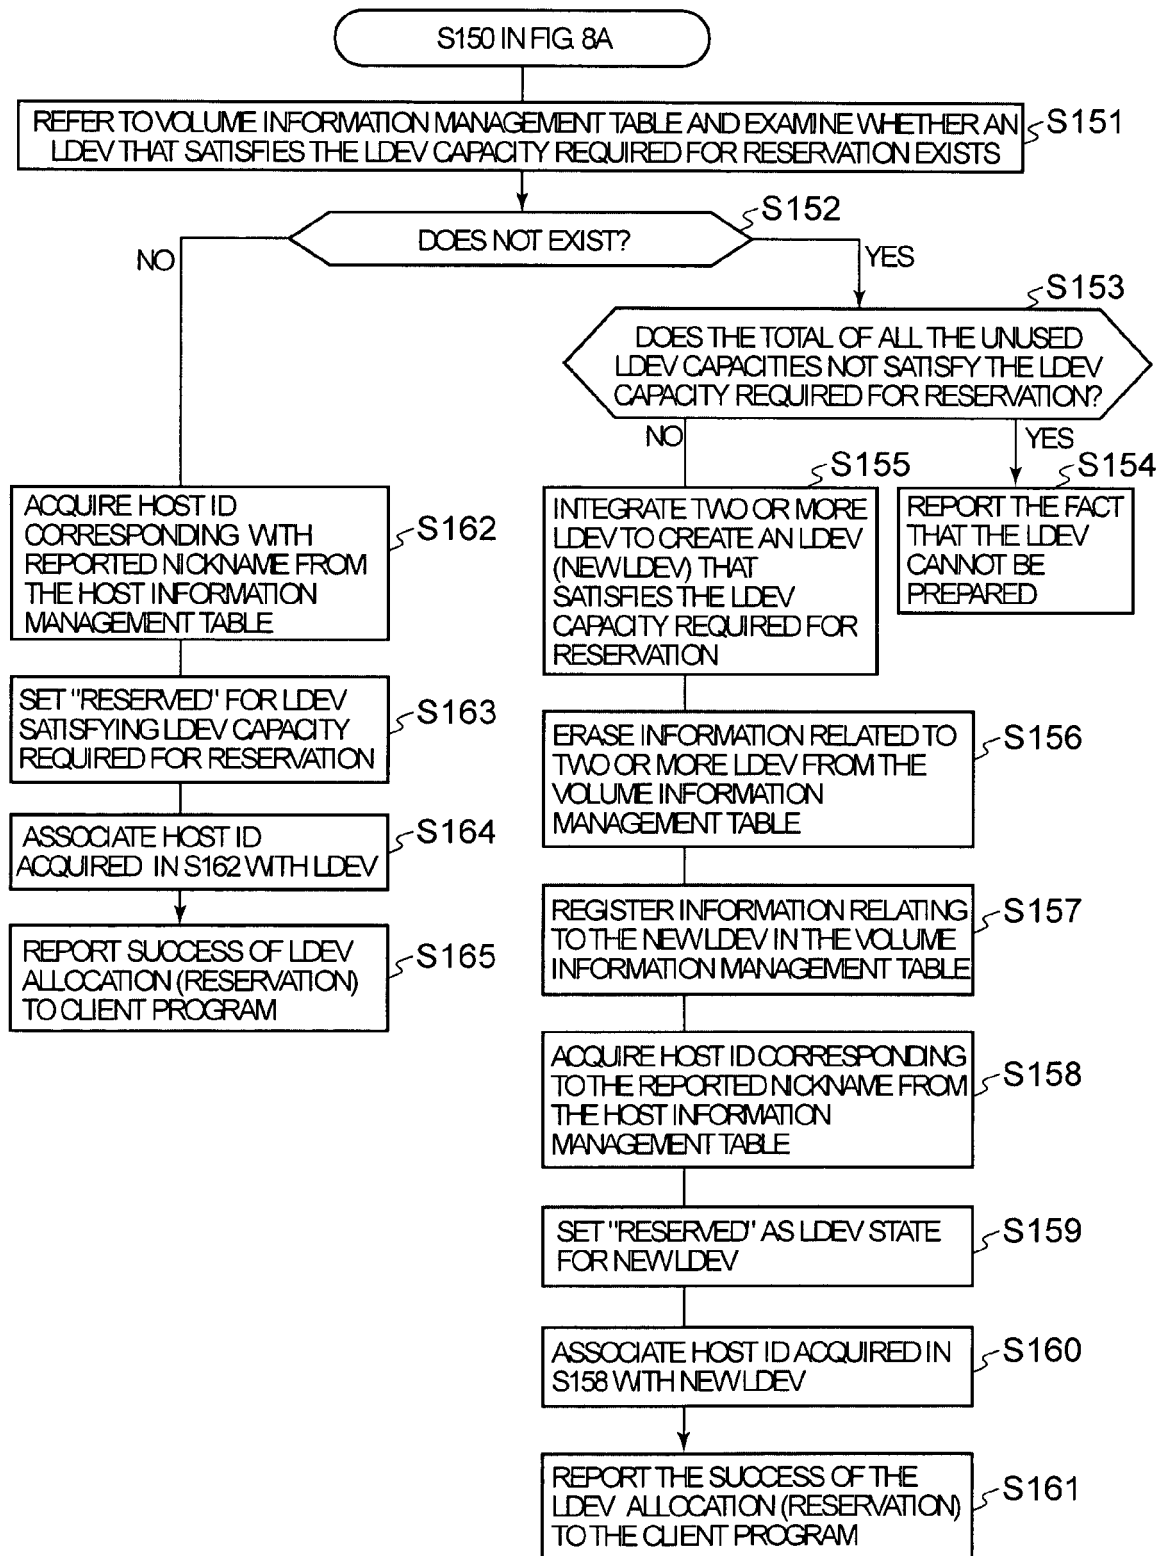 S150 IN FIG. 8A
REFER TO VOLUME INFORMATION MANAGEMENT TABLE AND EXAMINE WHETHER AN
LDEV THAT SATISFIES THE LDEV CAPACITY REQUIRED FOR RESERVATION EXISTS
S151
DOES NOT EXIST?
S152
NO
YES
DOES THE TOTAL OF ALL THE UNUSED
LDEV CAPACITIES NOT SATISFY THE LDEV
CAPACITY REQUIRED FOR RESERVATION?
S153
NO
YES
S155
S154
ACQUIRE HOST ID
CORRESPONDING WITH
REPORTED NICKNAME FROM
THE HOST INFORMATION
MANAGEMENT TABLE
S162
INTEGRATE TWO OR MORE
LDEV TO CREATE AN LDEV
(NEW LDEV) THAT
SATISFIES THE LDEV
CAPACITY REQUIRED FOR
RESERVATION
REPORT THE FACT
THAT THE LDEV
CANNOT BE
PREPARED
SET "RESERVED" FOR LDEV
SATISFYING LDEV CAPACITY
REQUIRED FOR RESERVATION
S163
ERASE INFORMATION RELATED TO
TWO OR MORE LDEV FROM THE
VOLUME INFORMATION
MANAGEMENT TABLE
S156
ASSOCIATE HOST ID
ACQUIRED IN S162 WITH LDEV
S164
REGISTER INFORMATION RELATING
TO THE NEW LDEV IN THE VOLUME
INFORMATION MANAGEMENT TABLE
S157
REPORT SUCCESS OF LDEV
ALLOCATION (RESERVATION)
TO CLIENT PROGRAM
S165
ACQUIRE HOST ID CORRESPONDING
TO THE REPORTED NICKNAME FROM
THE HOST INFORMATION
MANAGEMENT TABLE
S158
SET "RESERVED" AS LDEV STATE
FOR NEW LDEV
S159
ASSOCIATE HOST ID ACQUIRED IN
S158 WITH NEW LDEV
S160
REPORT THE SUCCESS OF THE
LDEV ALLOCATION (RESERVATION)
TO THE CLIENT PROGRAM
S161